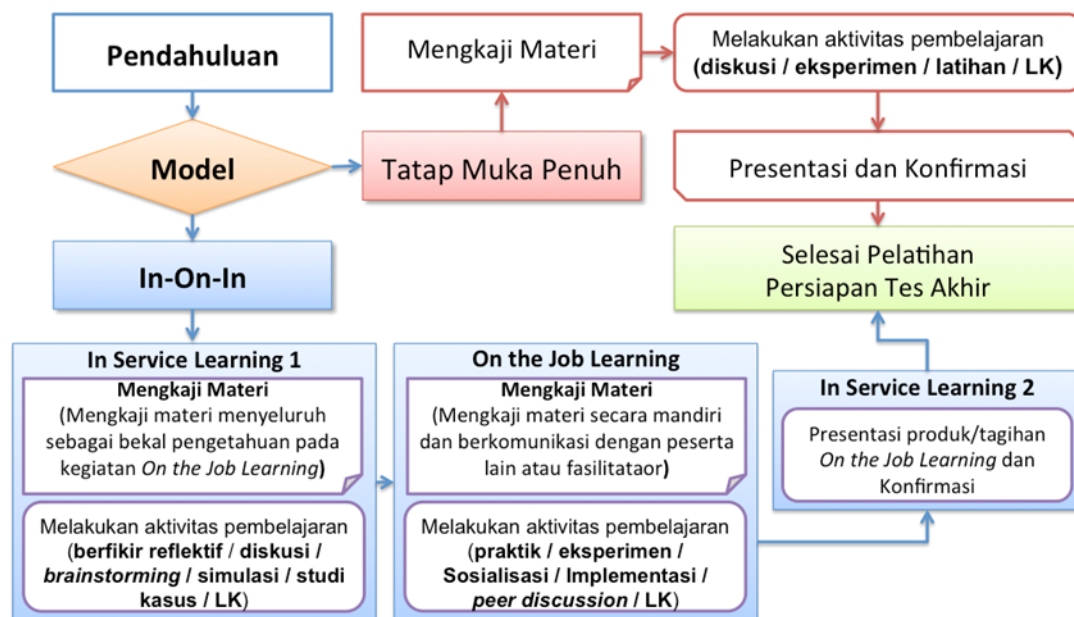 Pendahuluan
Model
Tatap Muka Penuh
Mengkaji Materi
Melakukan aktivitas pembelajaran
(diskusi / eksperimen / latihan / LK)
Presentasi dan Konfirmasi
Selesai Pelatihan
Persiapan Tes Akhir
In-On-In
In Service Learning 1
Mengkaji Materi
(Mengkaji materi menyeluruh
sebagai bekal pengetahuan pada
kegiatan On the Job Learning)
Melakukan aktivitas pembelajaran
(berfikir reflektif / diskusi /
brainstorming / simulasi / studi
kasus / LK)
On the Job Learning
Mengkaji Materi
(Mengkaji materi secara mandiri
dan berkomunikasi dengan peserta
lain atau fasilitataor)
Melakukan aktivitas pembelajaran
(praktik / eksperimen /
Sosialisasi / Implementasi /
peer discussion / LK)
In Service Learning 2
Presentasi produk/tagihan
On the Job Learning dan
Konfirmasi